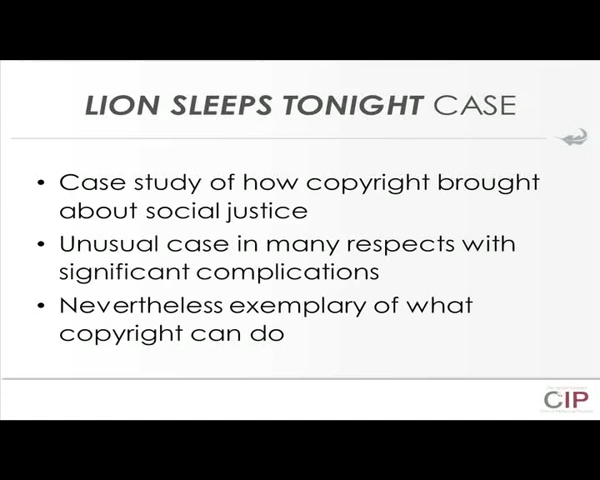 LION SLEEPS TONIGHT CASE
• Case study of how copyright brought
about social justice
• Unusual case in many respects with
significant complications
• Nevertheless exemplary of what
copyright can do
CIP